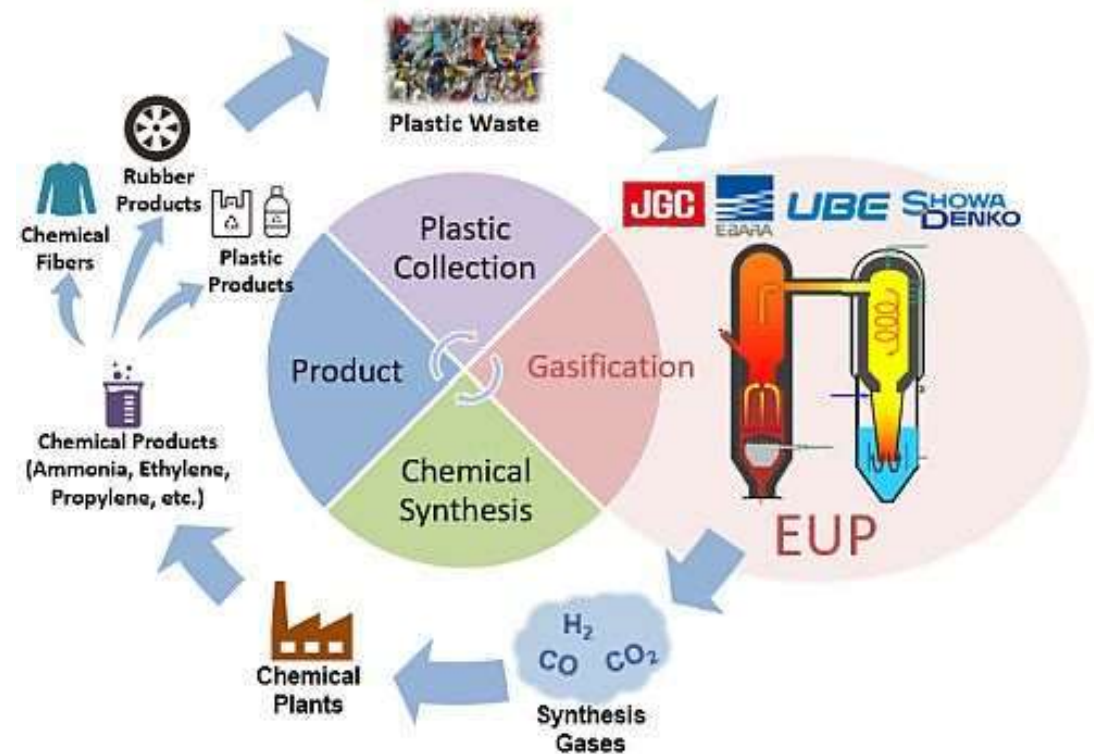 Plastic Waste
Rubber
Products
Chemical
Fibers
Plastic
Products
JGC
EBARA
UBE
SHOWA
DENKO
Plastic
Collection
Product
Gasification
Chemical
Synthesis
EUP
Chemical Products
(Ammonia, Ethylene,
Propylene, etc.)
Chemical
Plants
H₂
CO
CO₂
Synthesis
Gases